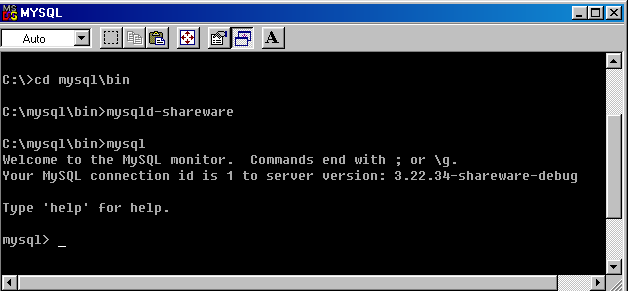 MYSQL
Auto
A
C:\>cd mysql\bin
C:\mysql\bin>mysqld-shareware
C:\mysql\bin>mysql
Welcome to the MySQL monitor.  Commands end with ; or \g.
Your MySQL connection id is 1 to server version: 3.22.34-shareware-debug
Type 'help' for help.
mysql> _